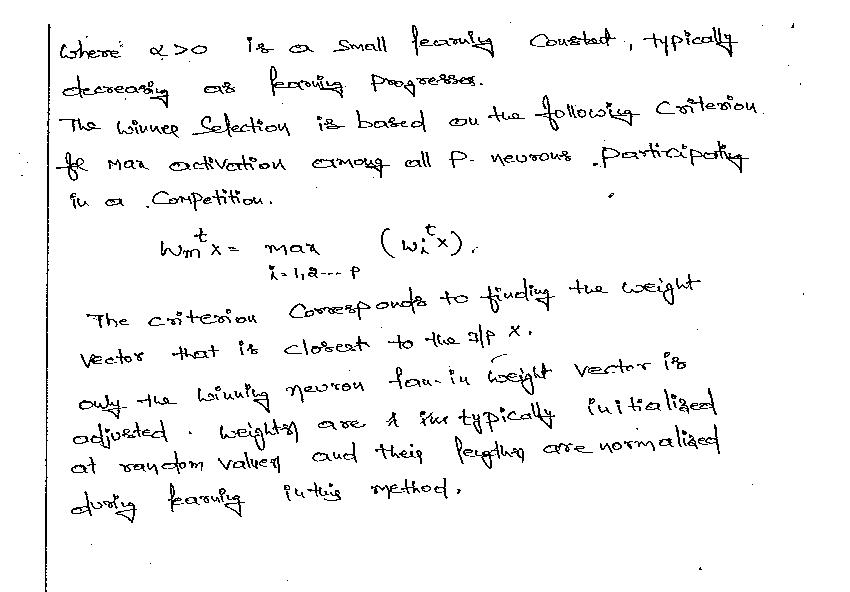 where α>0 is a small learning constant, typically
decreasing as learning progresses.
The winner selection is based on the following criterion
of max activation among all P. neurons .participating
in a .Competition.
Wm^t x = max (wi^t x).
i=1,2--- P
The criterion corresponds to finding the weight
vector that is closest to the I/p X.
only the winning neuron fan-in weight vector is
adjusted. weights are typically initialized
at random values and their lengths are normalized
during learning in this method.